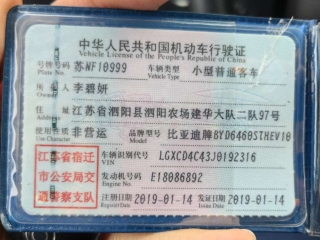 中华人民共和国机动车行驶证
Vehicle License of the People's Republic of China
号牌号码 苏NF10999 车辆类型 小型普通客车
Plate No. Vehicle Type
所有人 李碧妍
住址 江苏省泗阳县泗阳农场建华大队二队97号
使用性质 非营运 品牌型号 比亚迪牌BYD6460STHEV10
江苏省宿迁 车辆识别代号 LGXCD4C43J0192316
VIN
市公安局交 发动机号码 E18086892
Engine No.
通警察支队 注册日期 2019-01-14 发证日期 2019-01-14
Register Date Issue Date